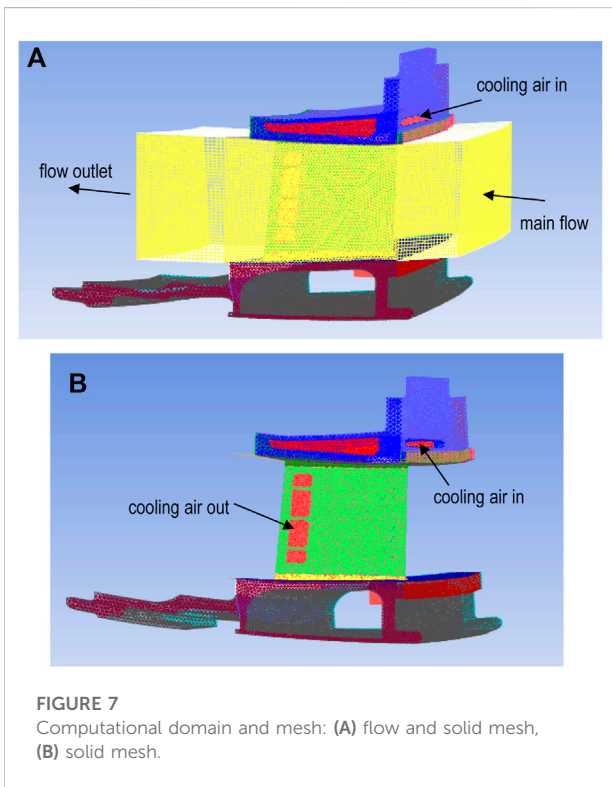 A
cooling air in
flow outlet
main flow
B
cooling air out
cooling air in
FIGURE 7
Computational domain and mesh: (A) flow and solid mesh,
(B) solid mesh.